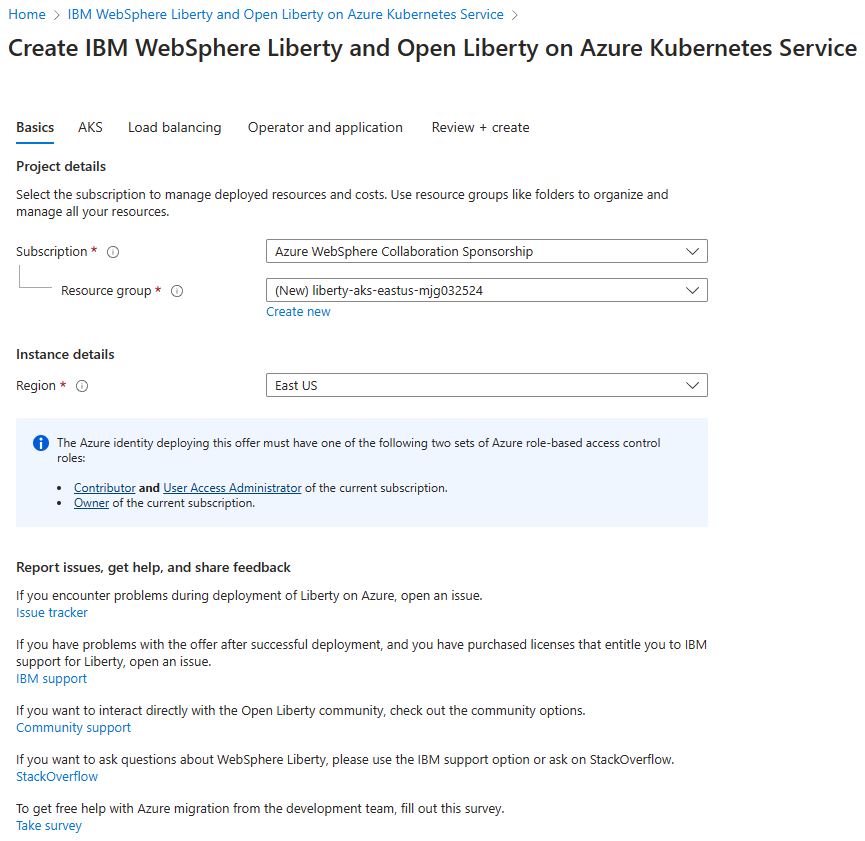 Home > IBM WebSphere Liberty and Open Liberty on Azure Kubernetes Service >
Create IBM WebSphere Liberty and Open Liberty on Azure Kubernetes Service
Basics AKS Load balancing Operator and application Review + create
Project details
Select the subscription to manage deployed resources and costs. Use resource groups like folders to organize and
manage all your resources.
Subscription * Azure WebSphere Collaboration Sponsorship
Resource group * (New) liberty-aks-eastus-mjg032524
Create new
Instance details
Region * East US
The Azure identity deploying this offer must have one of the following two sets of Azure role-based access control
roles:
• Contributor and User Access Administrator of the current subscription.
• Owner of the current subscription.
Report issues, get help, and share feedback
If you encounter problems during deployment of Liberty on Azure, open an issue.
Issue tracker
If you have problems with the offer after successful deployment, and you have purchased licenses that entitle you to IBM
support for Liberty, open an issue.
IBM support
If you want to interact directly with the Open Liberty community, check out the community options.
Community support
If you want to ask questions about WebSphere Liberty, please use the IBM support option or ask on StackOverflow.
StackOverflow
To get free help with Azure migration from the development team, fill out this survey.
Take survey